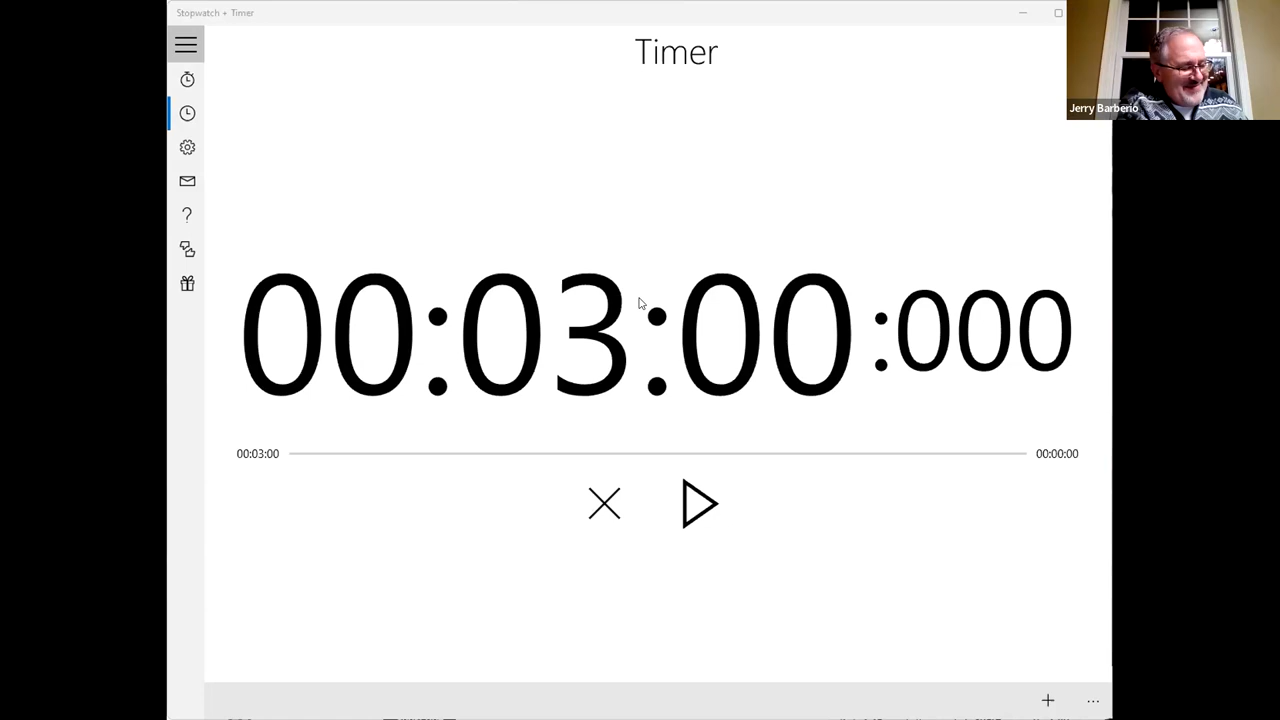 Stopwatch + Timer
Timer
Jerry Barberio
00:03:00:000
00:03:00
00:00:00